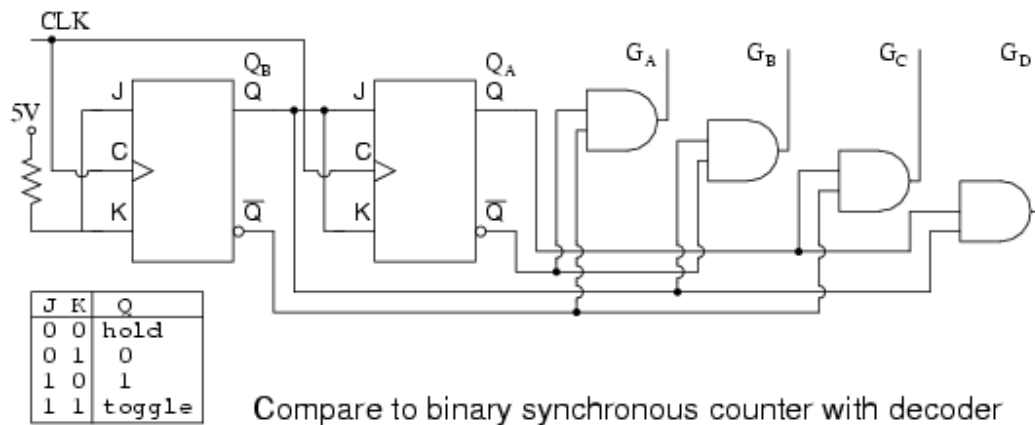 CLK
5V
J
C
K
Q_B
Q
Q̅
J
C
K
Q_A
Q
Q̅
G_A
G_B
G_C
G_D
J K Q
0 0 hold
0 1 0
1 0 1
1 1 toggle
Compare to binary synchronous counter with decoder